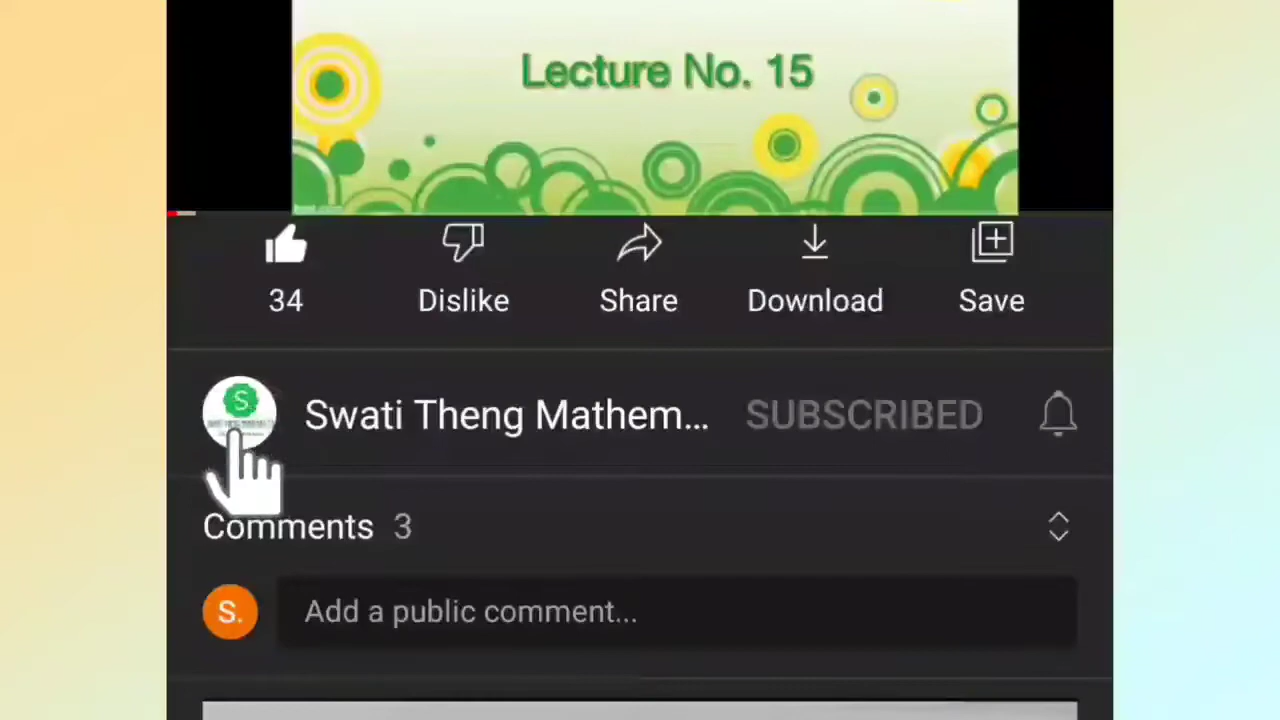 Lecture No. 15
34 Dislike Share Download Save
S
Swati Theng Mathem... SUBSCRIBED
Comments 3
S. Add a public comment...